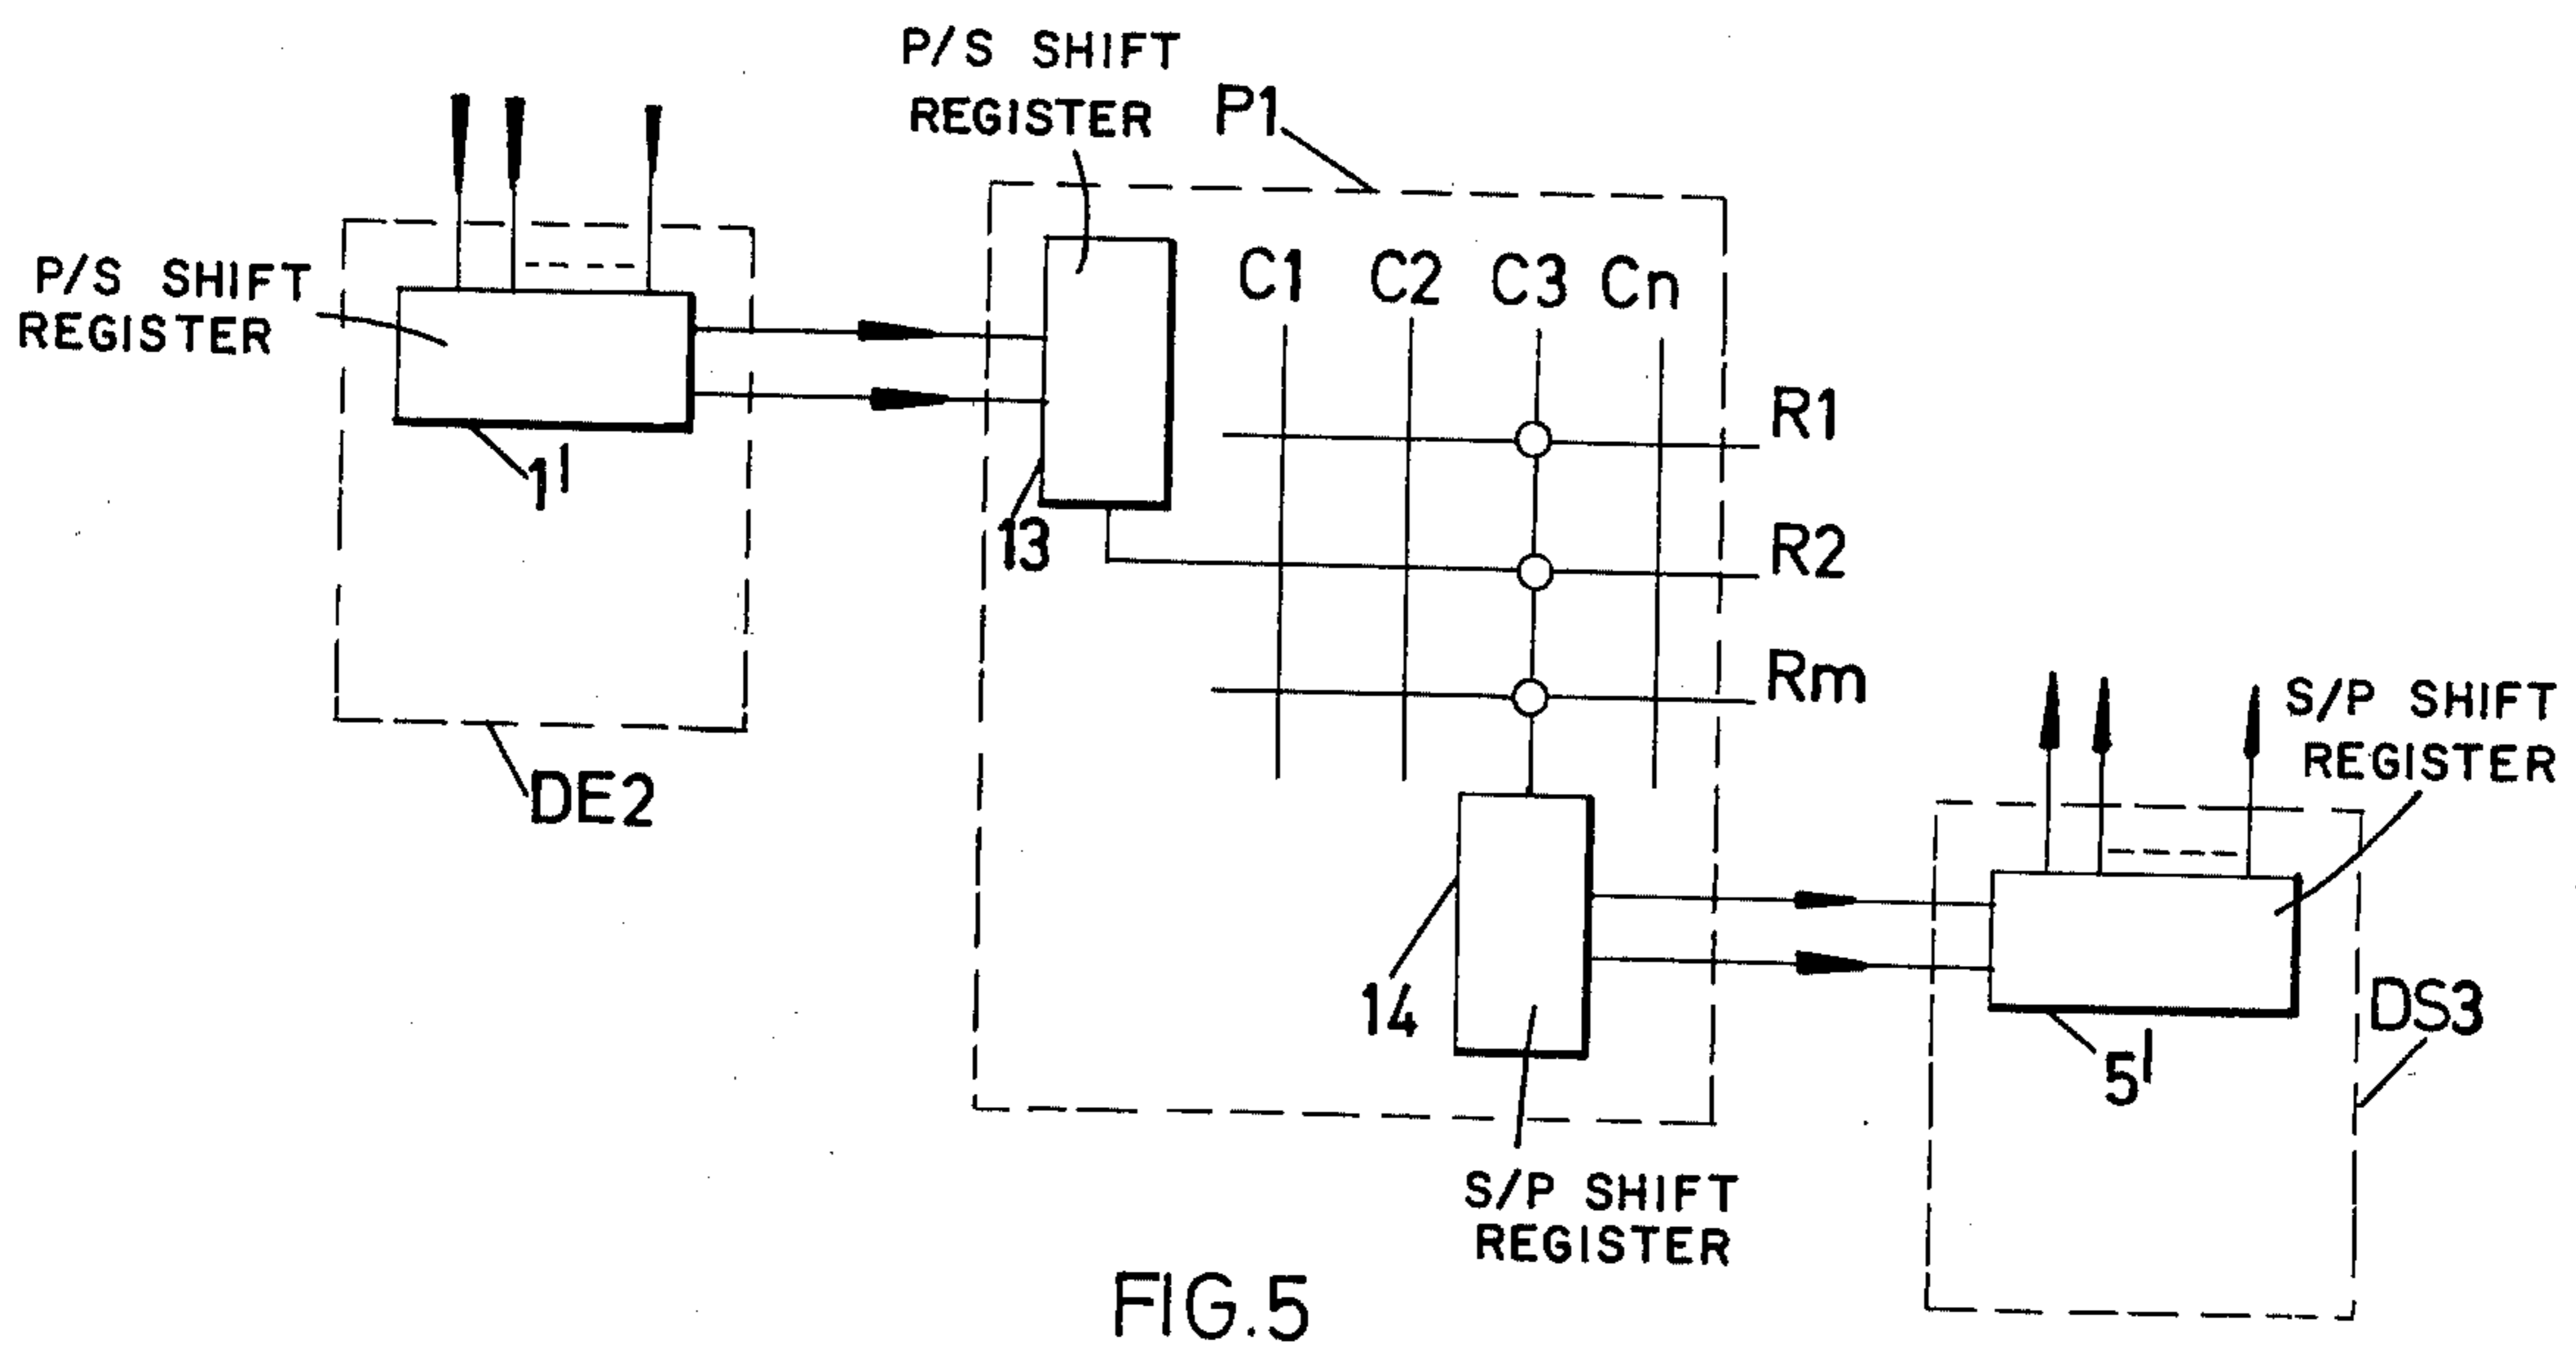 P/S SHIFT
REGISTER
P1
P/S SHIFT
REGISTER
C1 C2 C3 Cn
R1
1'
13
R2
Rm
DE2
S/P SHIFT
REGISTER
14
DS3
5'
S/P SHIFT
REGISTER
FIG.5